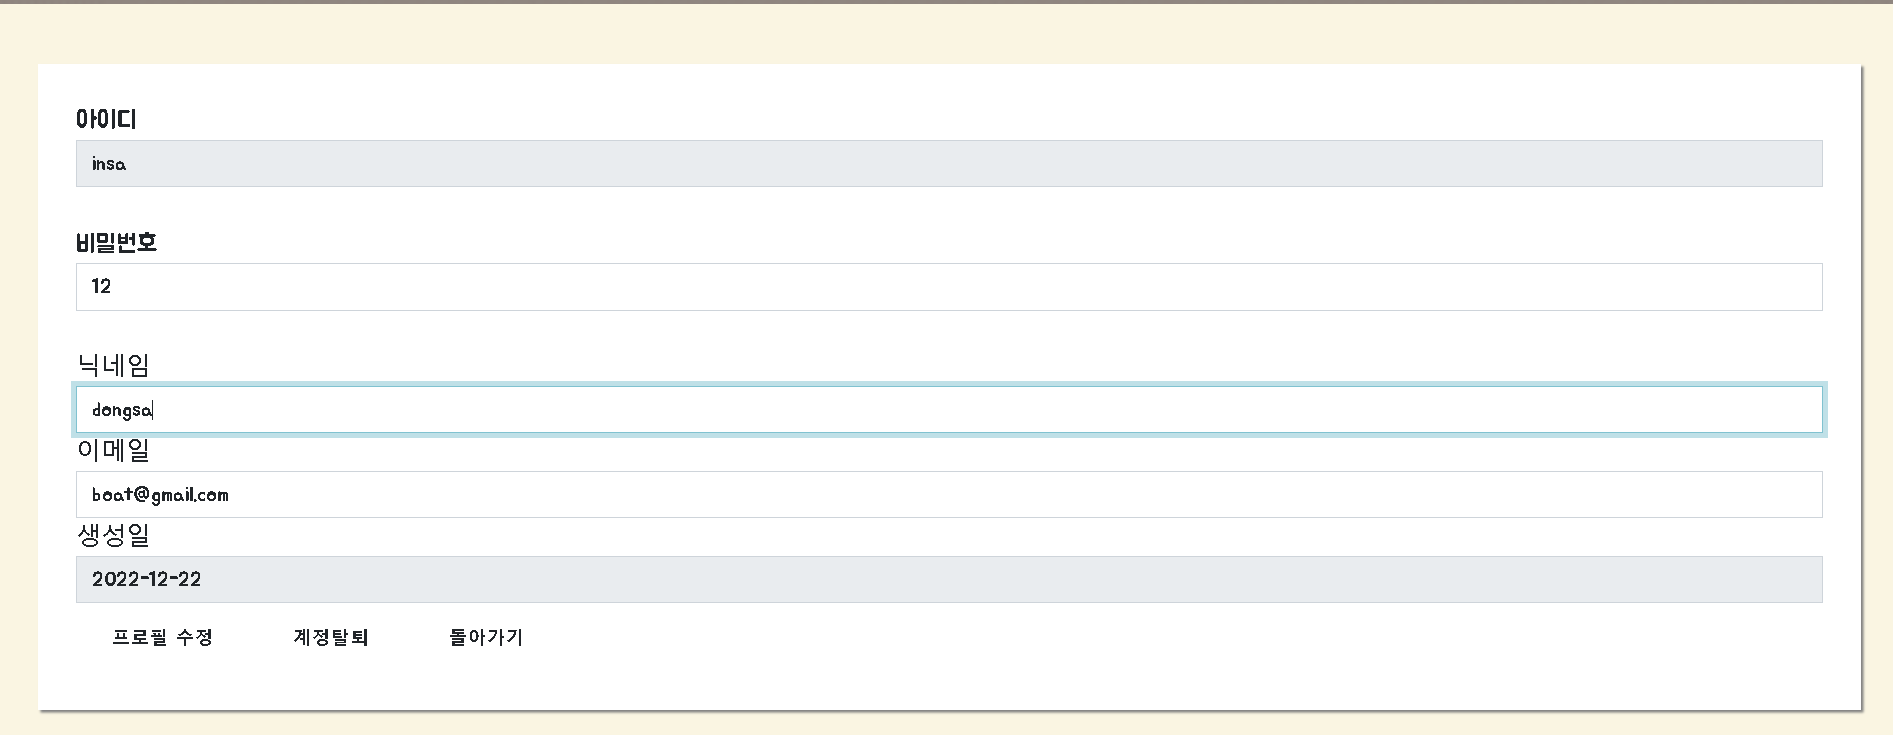 아이디
insa
비밀번호
12
닉네임
dongsa
이메일
boat@gmail.com
생성일
2022-12-22
프로필 수정 계정탈퇴 돌아가기